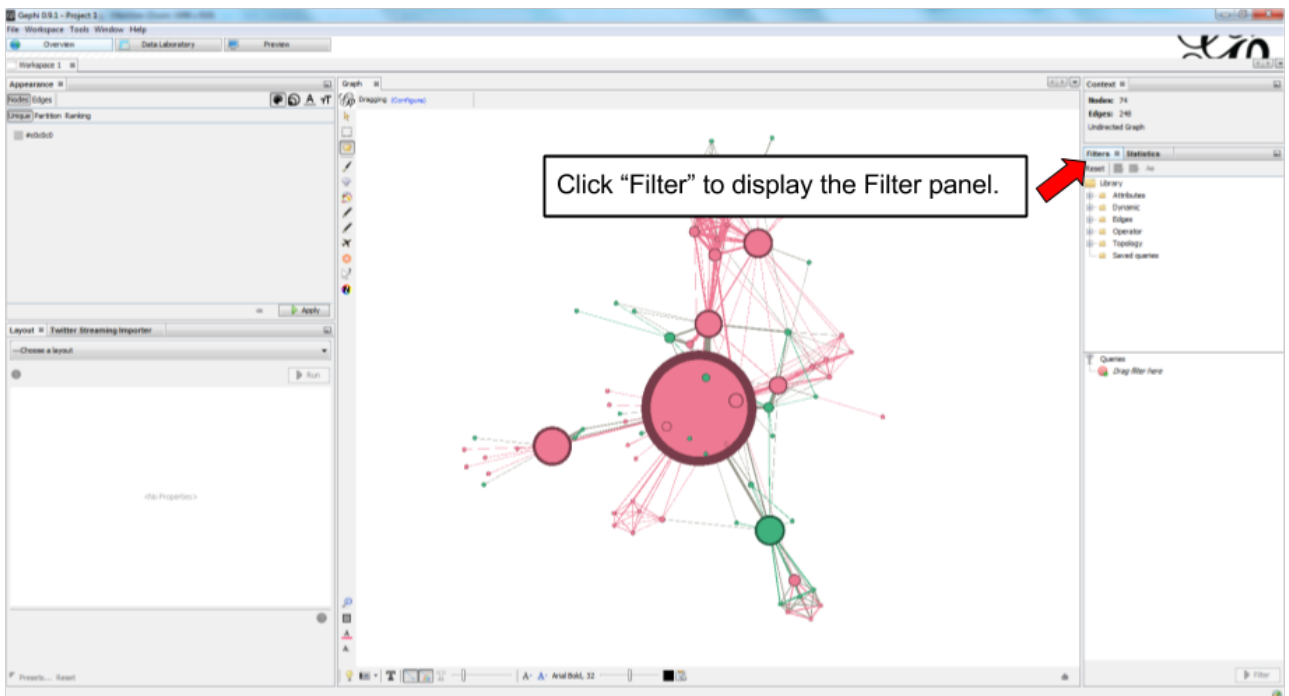 Gephi 0.9.1 - Project 1
File Workspace Tools Window Help
Overview Data Laboratory Preview
Workspace 1
Appearance
Nodes Edges
Unique Partition Ranking
#c0c0c0
Apply
Layout Twitter Streaming Importer
---Choose a layout
Run
<No Properties>
Presets... Reset
Graph
Dragging (Configure)
Click “Filter” to display the Filter panel.
Arial Bold, 32
Context
Nodes: 74
Edges: 248
Undirected Graph
Filters Statistics
Reset
Library
Attributes
Dynamic
Edges
Operator
Topology
Saved queries
Queries
Drag filter here
Filter